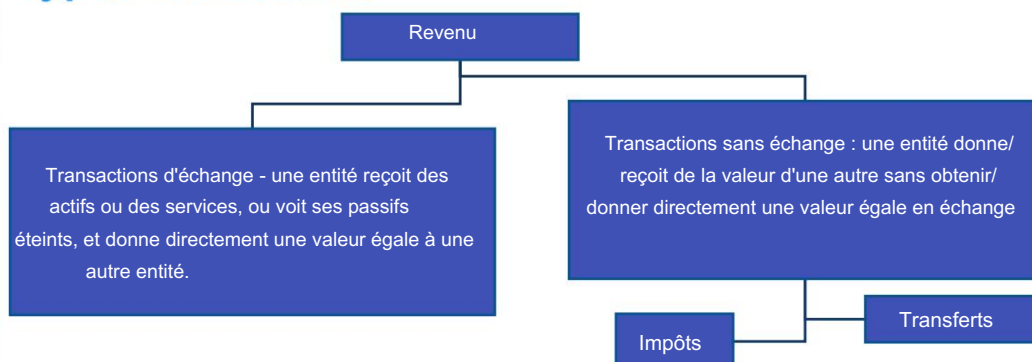 Revenu
Transactions d'échange - une entité reçoit des
actifs ou des services, ou voit ses passifs
éteints, et donne directement une valeur égale à une
autre entité.
Transactions sans échange : une entité donne/
reçoit de la valeur d'une autre sans obtenir/
donner directement une valeur égale en échange
Transferts
Impôts